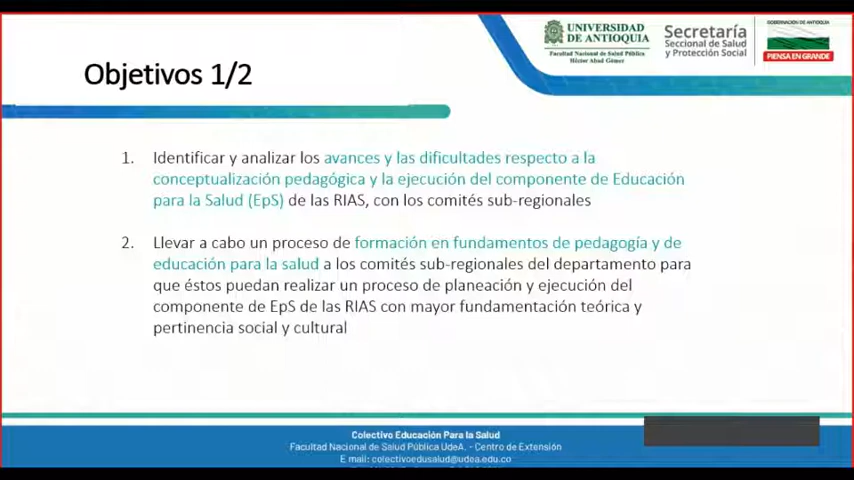 UNIVERSIDAD
DE ANTIOQUIA
Facultad Nacional de Salud Pública
Héctor Abad Gómez
Secretaría
Seccional de Salud
y Protección Social
GOBERNACIÓN DE ANTIOQUIA
PIENSA EN GRANDE
Objetivos 1/2
1. Identificar y analizar los avances y las dificultades respecto a la
conceptualización pedagógica y la ejecución del componente de Educación
para la Salud (EpS) de las RIAS, con los comités sub-regionales
2. Llevar a cabo un proceso de formación en fundamentos de pedagogía y de
educación para la salud a los comités sub-regionales del departamento para
que éstos puedan realizar un proceso de planeación y ejecución del
componente de EpS de las RIAS con mayor fundamentación teórica y
pertinencia social y cultural
Colectivo Educación Para la Salud
Facultad Nacional de Salud Pública UdeA. - Centro de Extensión
E mail: colectivoedusalud@udea.edu.co